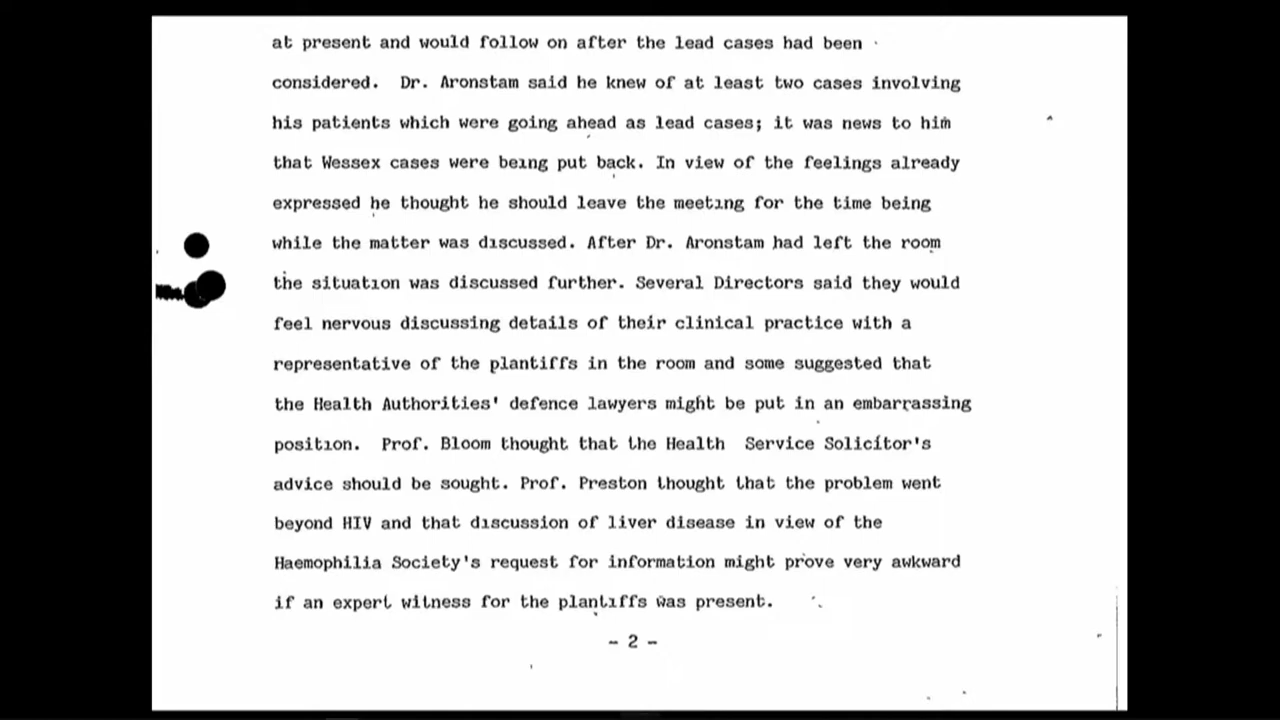 at present and would follow on after the lead cases had been
considered. Dr. Aronstam said he knew of at least two cases involving
his patients which were going ahead as lead cases; it was news to him
that Wessex cases were being put back. In view of the feelings already
expressed he thought he should leave the meeting for the time being
while the matter was discussed. After Dr. Aronstam had left the room
the situation was discussed further. Several Directors said they would
feel nervous discussing details of their clinical practice with a
representative of the plantiffs in the room and some suggested that
the Health Authorities' defence lawyers might be put in an embarrassing
position. Prof. Bloom thought that the Health Service Solicitor's
advice should be sought. Prof. Preston thought that the problem went
beyond HIV and that discussion of liver disease in view of the
Haemophilia Society's request for information might prove very awkward
if an expert witness for the plantiffs was present.
- 2 -